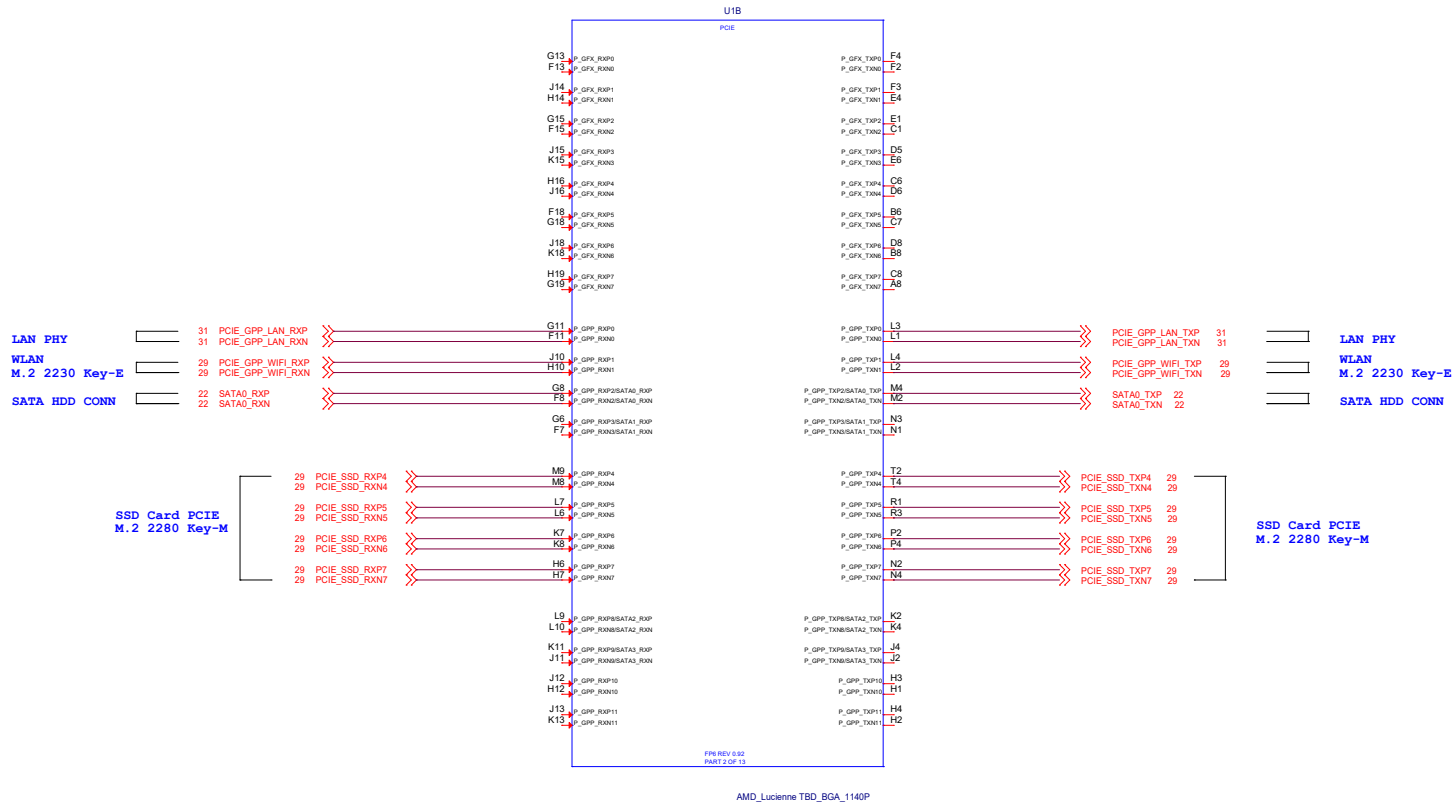 U1B
PCIE
G13 P_GFX_RXP0 P_GFX_TXP0 F4
F13 P_GFX_RXN0 P_GFX_TXN0 F2
J14 P_GFX_RXP1 P_GFX_TXP1 F3
H14 P_GFX_RXN1 P_GFX_TXN1 E4
G15 P_GFX_RXP2 P_GFX_TXP2 E1
F15 P_GFX_RXN2 P_GFX_TXN2 C1
J15 P_GFX_RXP3 P_GFX_TXP3 D5
K15 P_GFX_RXN3 P_GFX_TXN3 E6
H16 P_GFX_RXP4 P_GFX_TXP4 C6
J16 P_GFX_RXN4 P_GFX_TXN4 D6
F18 P_GFX_RXP5 P_GFX_TXP5 B6
G18 P_GFX_RXN5 P_GFX_TXN5 C7
J18 P_GFX_RXP6 P_GFX_TXP6 D8
K18 P_GFX_RXN6 P_GFX_TXN6 B8
H19 P_GFX_RXP7 P_GFX_TXP7 C8
G19 P_GFX_RXN7 P_GFX_TXN7 A8
LAN PHY 31 PCIE_GPP_LAN_RXP G11 P_GPP_RXP0 P_GPP_TXP0 L3 PCIE_GPP_LAN_TXP 31 LAN PHY
31 PCIE_GPP_LAN_RXN F11 P_GPP_RXN0 P_GPP_TXN0 L1 PCIE_GPP_LAN_TXN 31
WLAN 29 PCIE_GPP_WIFI_RXP J10 P_GPP_RXP1 P_GPP_TXP1 L4 PCIE_GPP_WIFI_TXP 29 WLAN
M.2 2230 Key-E 29 PCIE_GPP_WIFI_RXN H10 P_GPP_RXN1 P_GPP_TXN1 L2 PCIE_GPP_WIFI_TXN 29 M.2 2230 Key-E
22 SATA0_RXP G8 P_GPP_RXP2/SATA0_RXP P_GPP_TXP2/SATA0_TXP M4 SATA0_TXP 22
SATA HDD CONN 22 SATA0_RXN F8 P_GPP_RXN2/SATA0_RXN P_GPP_TXN2/SATA0_TXN M2 SATA0_TXN 22 SATA HDD CONN
G6 P_GPP_RXP3/SATA1_RXP P_GPP_TXP3/SATA1_TXP N3
F7 P_GPP_RXN3/SATA1_RXN P_GPP_TXN3/SATA1_TXN N1
29 PCIE_SSD_RXP4 M9 P_GPP_RXP4 P_GPP_TXP4 T2 PCIE_SSD_TXP4 29
29 PCIE_SSD_RXN4 M8 P_GPP_RXN4 P_GPP_TXN4 T4 PCIE_SSD_TXN4 29
29 PCIE_SSD_RXP5 L7 P_GPP_RXP5 P_GPP_TXP5 R1 PCIE_SSD_TXP5 29
SSD Card PCIE 29 PCIE_SSD_RXN5 L6 P_GPP_RXN5 P_GPP_TXN5 R3 PCIE_SSD_TXN5 29 SSD Card PCIE
M.2 2280 Key-M 29 PCIE_SSD_RXP6 K7 P_GPP_RXP6 P_GPP_TXP6 P2 PCIE_SSD_TXP6 29 M.2 2280 Key-M
29 PCIE_SSD_RXN6 K8 P_GPP_RXN6 P_GPP_TXN6 P4 PCIE_SSD_TXN6 29
29 PCIE_SSD_RXP7 H6 P_GPP_RXP7 P_GPP_TXP7 N2 PCIE_SSD_TXP7 29
29 PCIE_SSD_RXN7 H7 P_GPP_RXN7 P_GPP_TXN7 N4 PCIE_SSD_TXN7 29
L9 P_GPP_RXP8/SATA2_RXP P_GPP_TXP8/SATA2_TXP K2
L10 P_GPP_RXN8/SATA2_RXN P_GPP_TXN8/SATA2_TXN K4
K11 P_GPP_RXP9/SATA3_RXP P_GPP_TXP9/SATA3_TXP J4
J11 P_GPP_RXN9/SATA3_RXN P_GPP_TXN9/SATA3_TXN J2
J12 P_GPP_RXP10 P_GPP_TXP10 H3
H12 P_GPP_RXN10 P_GPP_TXN10 H1
J13 P_GPP_RXP11 P_GPP_TXP11 H4
K13 P_GPP_RXN11 P_GPP_TXN11 H2
FP6 REV 0.92
PART 2 OF 13
AMD_Lucienne TBD_BGA_1140P